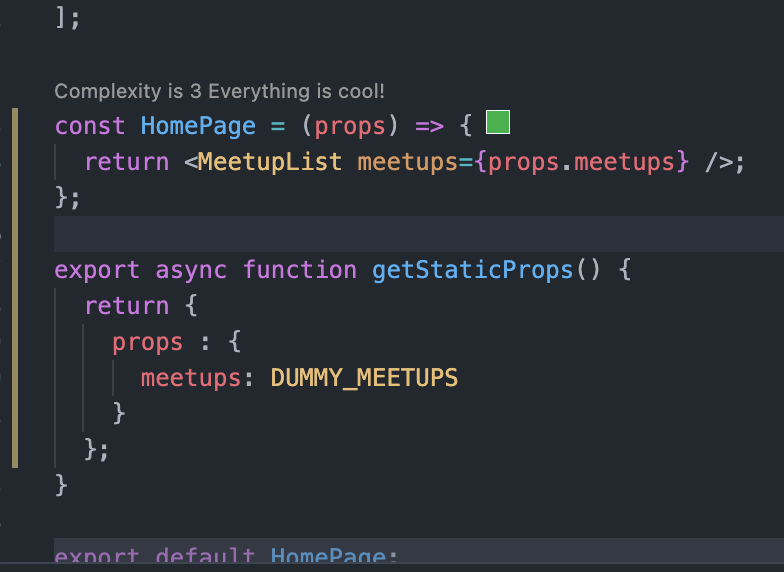 ];
Complexity is 3 Everything is cool!
const HomePage = (props) => {
return <MeetupList meetups={props.meetups} />;
};
export async function getStaticProps() {
return {
props : {
meetups: DUMMY_MEETUPS
}
};
}
export default HomePage;